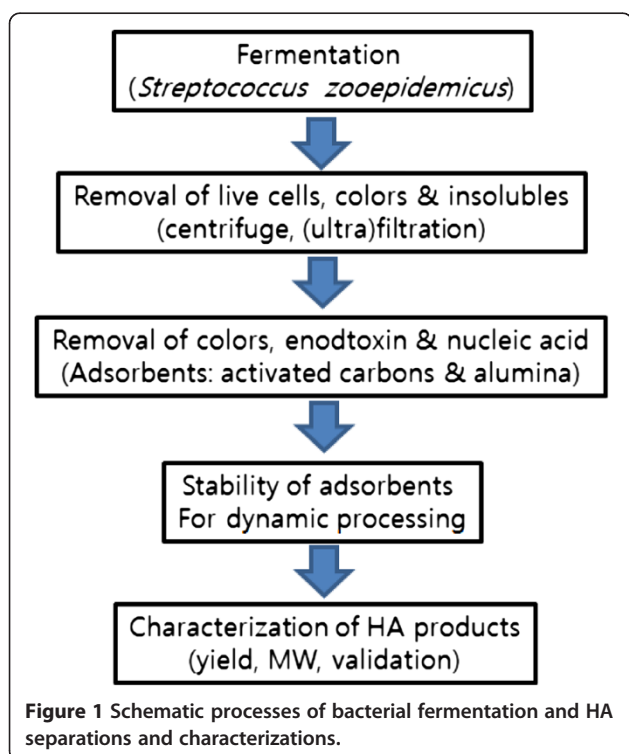 Fermentation
(Streptococcus zooepidemicus)
Removal of live cells, colors & insolubles
(centrifuge, (ultra)filtration)
Removal of colors, enodtoxin & nucleic acid
(Adsorbents: activated carbons & alumina)
Stability of adsorbents
For dynamic processing
Characterization of HA products
(yield, MW, validation)
Figure 1 Schematic processes of bacterial fermentation and HA
separations and characterizations.